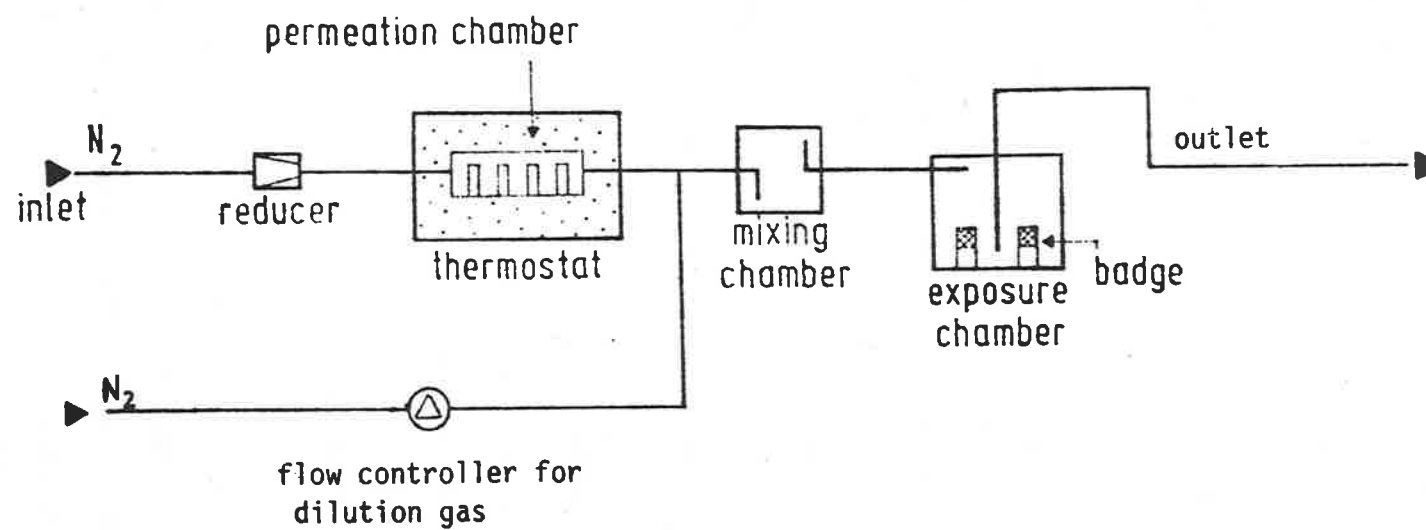 permeation chamber
N₂
inlet
reducer
thermostat
mixing
chamber
exposure
chamber
badge
outlet
N₂
flow controller for
dilution gas